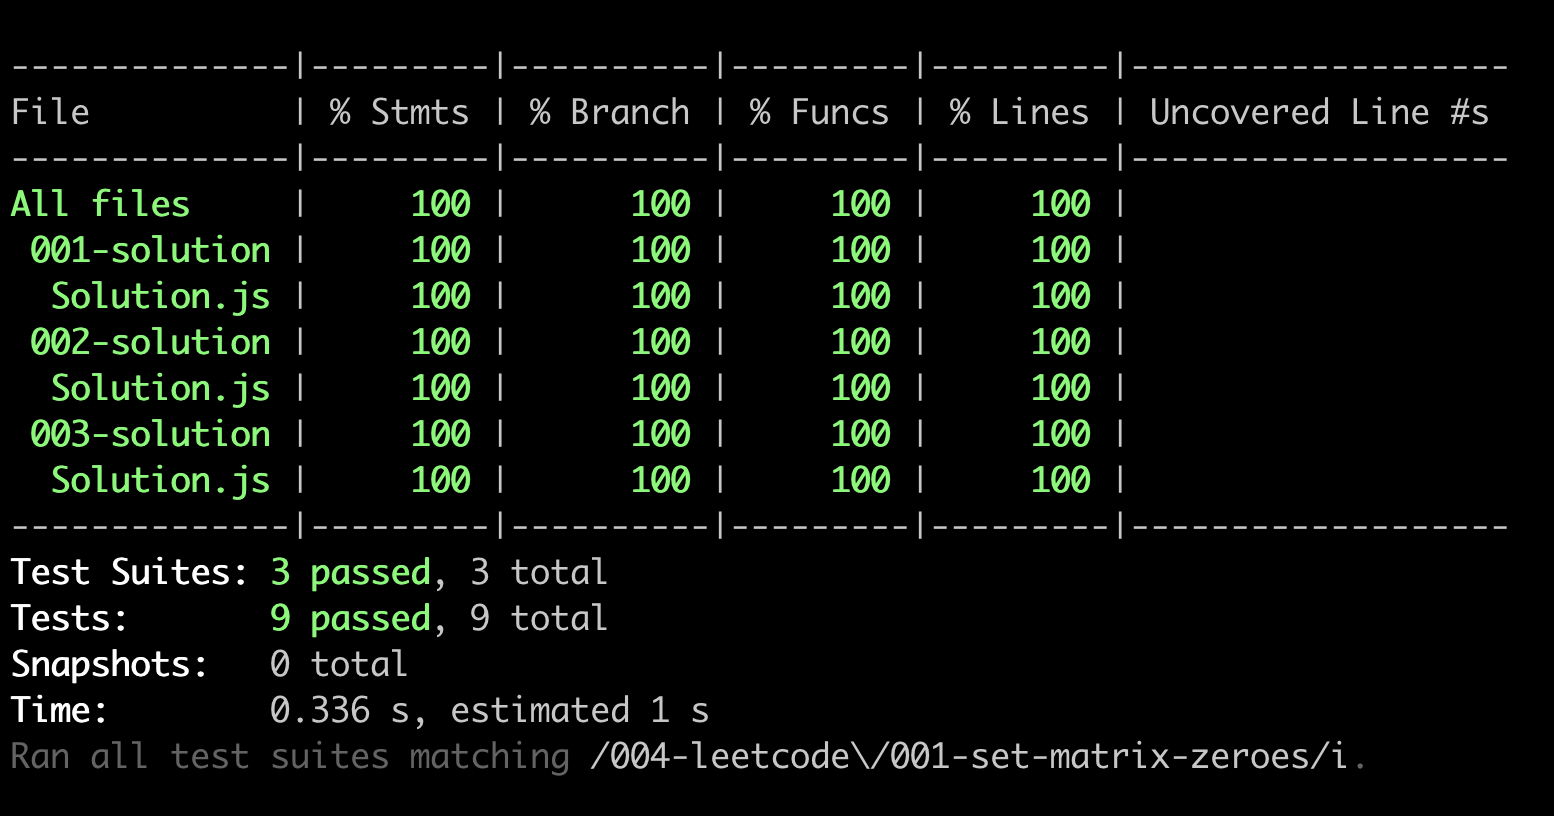 --------------|---------|----------|---------|---------|-------------------
File          | % Stmts | % Branch | % Funcs | % Lines | Uncovered Line #s
--------------|---------|----------|---------|---------|-------------------
All files     |     100 |      100 |     100 |     100 |
 001-solution |     100 |      100 |     100 |     100 |
  Solution.js |     100 |      100 |     100 |     100 |
 002-solution |     100 |      100 |     100 |     100 |
  Solution.js |     100 |      100 |     100 |     100 |
 003-solution |     100 |      100 |     100 |     100 |
  Solution.js |     100 |      100 |     100 |     100 |
--------------|---------|----------|---------|---------|-------------------
Test Suites: 3 passed, 3 total
Tests:       9 passed, 9 total
Snapshots:   0 total
Time:        0.336 s, estimated 1 s
Ran all test suites matching /004-leetcode\/001-set-matrix-zeroes/i.